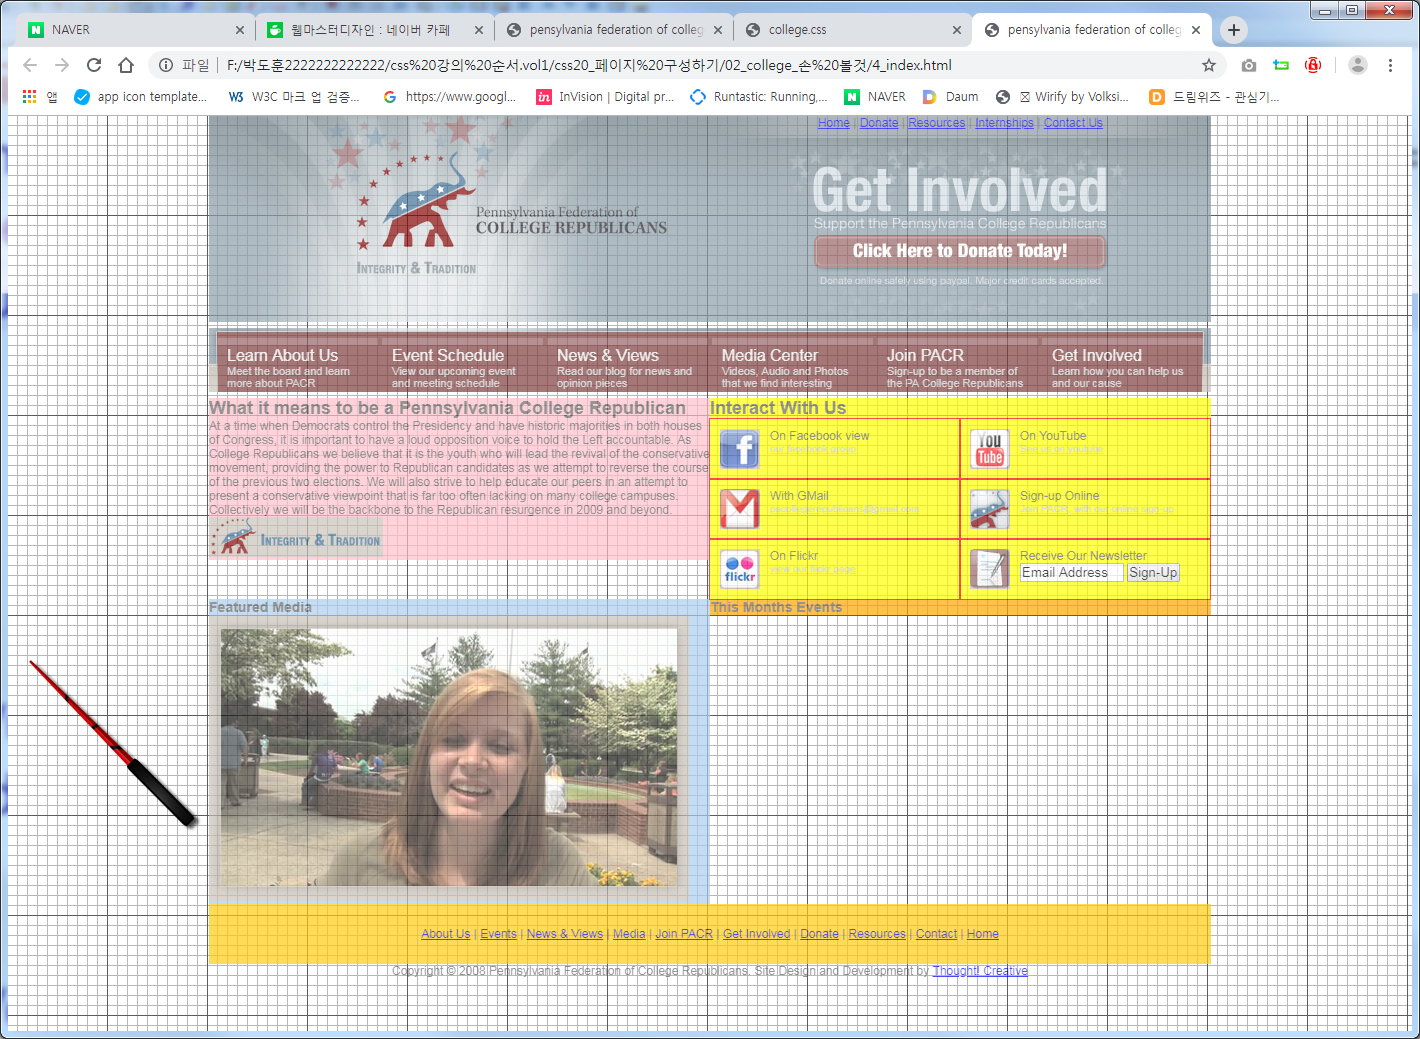 NAVER
웹마스터디자인 : 네이버 카페
pensylvania federation of colleg
college.css
pensylvania federation of colleg
파일
F:/박도훈2222222222222/css%20강의%20순서.vol1/css20_페이지%20구성하기/02_college_손%20볼것/4_index.html
앱
app icon template...
W3C 마크 업 검증...
https://www.googl...
InVision | Digital pr...
Runtastic: Running,...
NAVER
Daum
Wirify by Volksi...
드림위즈 - 관심기...
Home | Donate | Resources | Internships | Contact Us
Pennsylvania Federation of
COLLEGE REPUBLICANS
INTEGRITY & TRADITION
Get Involved
Support the Pennsylvania College Republicans
Click Here to Donate Today!
Donate online safely using paypal. Major credit cards accepted.
Learn About Us
Meet the board and learn
more about PACR
Event Schedule
View our upcoming event
and meeting schedule
News & Views
Read our blog for news and
opinion pieces
Media Center
Videos, Audio and Photos
that we find interesting
Join PACR
Sign-up to be a member of
the PA College Republicans
Get Involved
Learn how you can help us
and our cause
What it means to be a Pennsylvania College Republican
At a time when Democrats control the Presidency and have historic majorities in both houses
of Congress, it is important to have a loud opposition voice to hold the Left accountable. As
College Republicans we believe that it is the youth who will lead the revival of the conservative
movement, providing the power to Republican candidates as we attempt to reverse the course
of the previous two elections. We will also strive to help educate our peers in an attempt to
present a conservative viewpoint that is far too often lacking on many college campuses.
Collectively we will be the backbone to the Republican resurgence in 2009 and beyond.
INTEGRITY & TRADITION
Interact With Us
On Facebook view
You
Tube
On YouTube
With GMail
Sign-up Online
flickr
On Flickr
Receive Our Newsletter
Email Address
Sign-Up
Featured Media
This Months Events
About Us | Events | News & Views | Media | Join PACR | Get Involved | Donate | Resources | Contact | Home
Copyright © 2008 Pennsylvania Federation of College Republicans. Site Design and Development by Thought! Creative